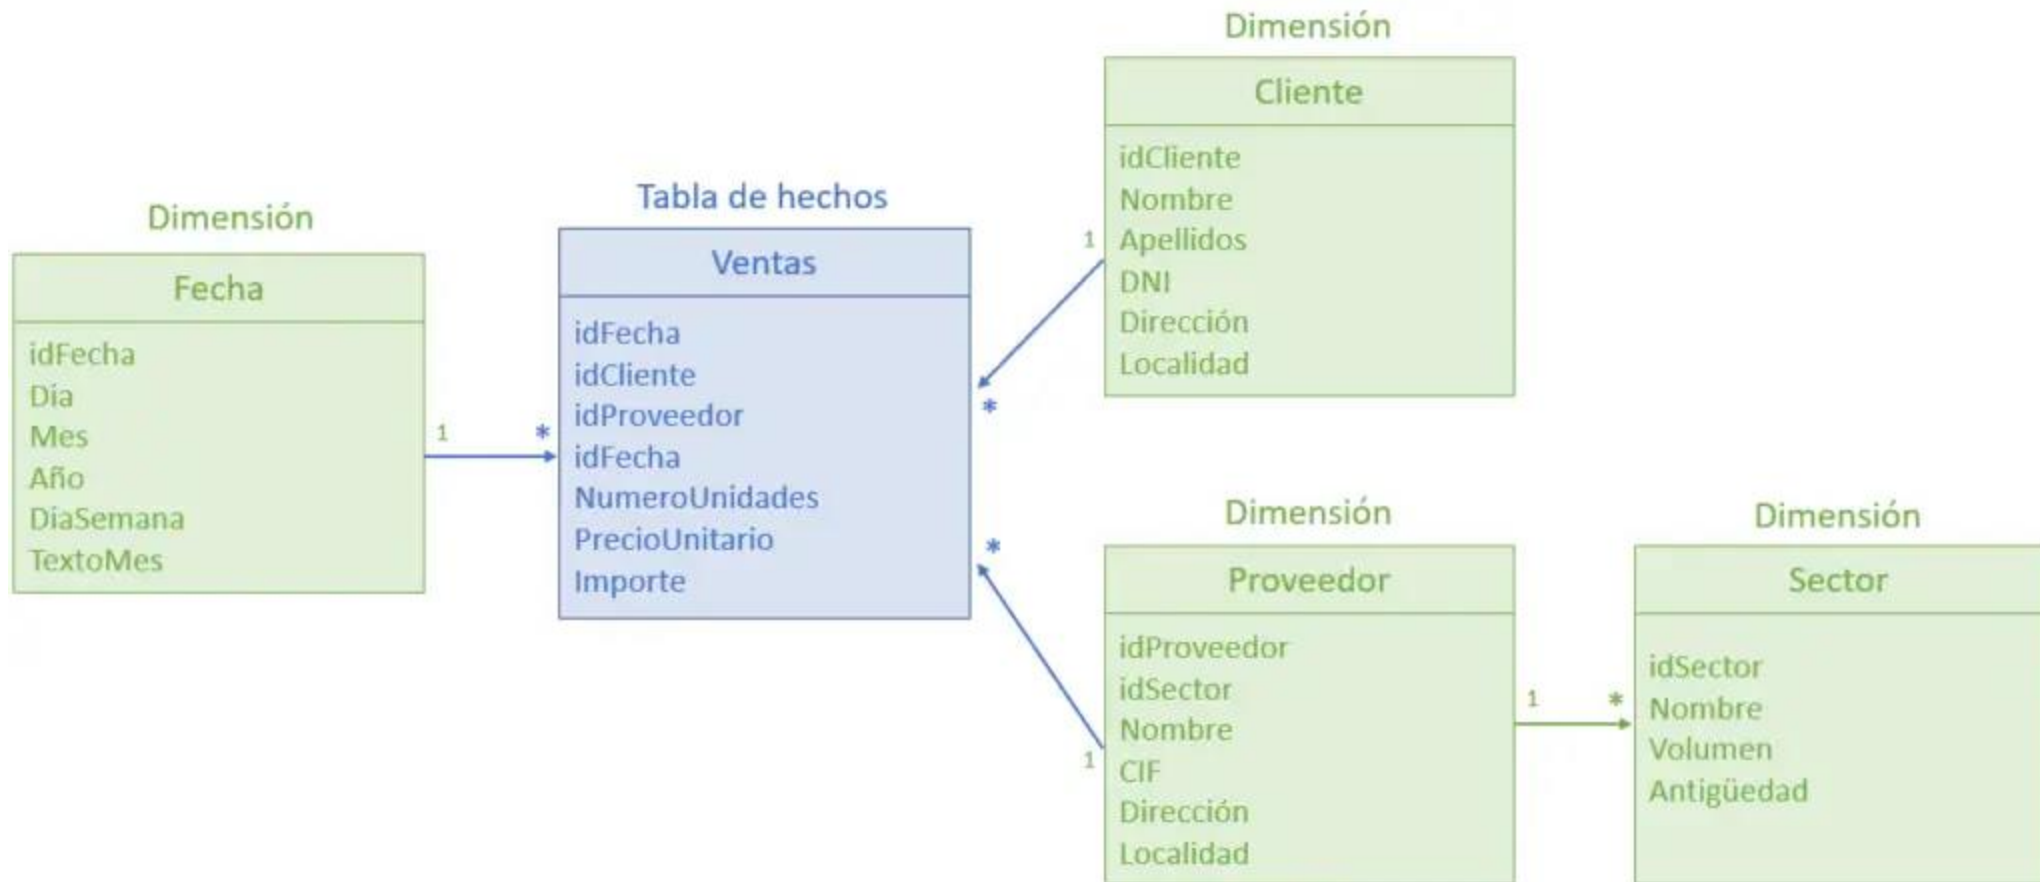 Dimensión
Fecha
idFecha
Dia
Mes
Año
DiaSemana
TextoMes
1
*
Tabla de hechos
Ventas
idFecha
idCliente
idProveedor
idFecha
NumeroUnidades
PrecioUnitario
Importe
Dimensión
Cliente
idCliente
Nombre
Apellidos
DNI
Dirección
Localidad
1
*
Dimensión
Proveedor
idProveedor
idSector
Nombre
CIF
Dirección
Localidad
*
1
1
*
Dimensión
Sector
idSector
Nombre
Volumen
Antigüedad